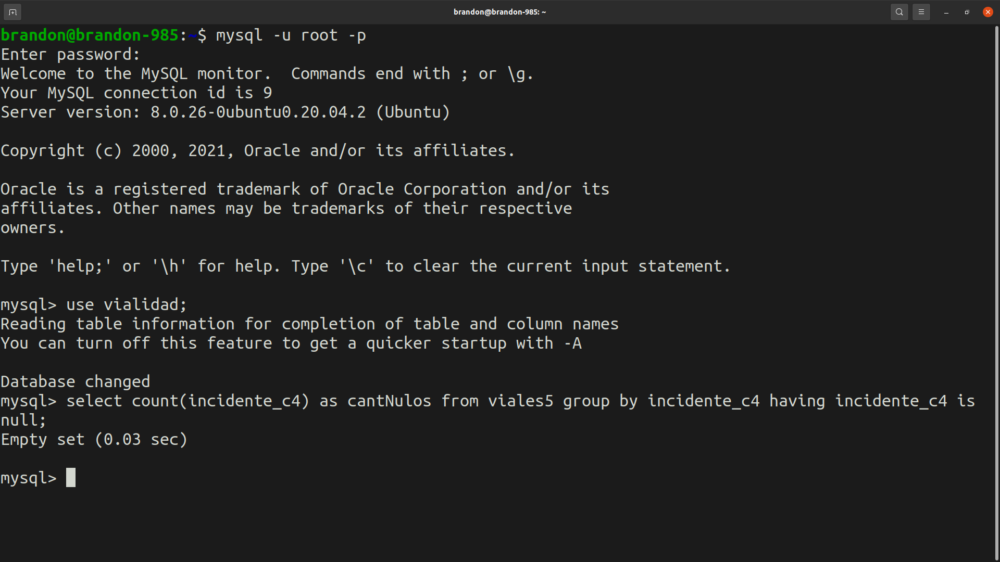 brandon@brandon-985: ~
brandon@brandon-985:~$ mysql -u root -p
Enter password:
Welcome to the MySQL monitor.  Commands end with ; or \g.
Your MySQL connection id is 9
Server version: 8.0.26-0ubuntu0.20.04.2 (Ubuntu)
Copyright (c) 2000, 2021, Oracle and/or its affiliates.
Oracle is a registered trademark of Oracle Corporation and/or its
affiliates. Other names may be trademarks of their respective
owners.
Type 'help;' or '\h' for help. Type '\c' to clear the current input statement.
mysql> use vialidad;
Reading table information for completion of table and column names
You can turn off this feature to get a quicker startup with -A
Database changed
mysql> select count(incidente_c4) as cantNulos from viales5 group by incidente_c4 having incidente_c4 is
null;
Empty set (0.03 sec)
mysql>